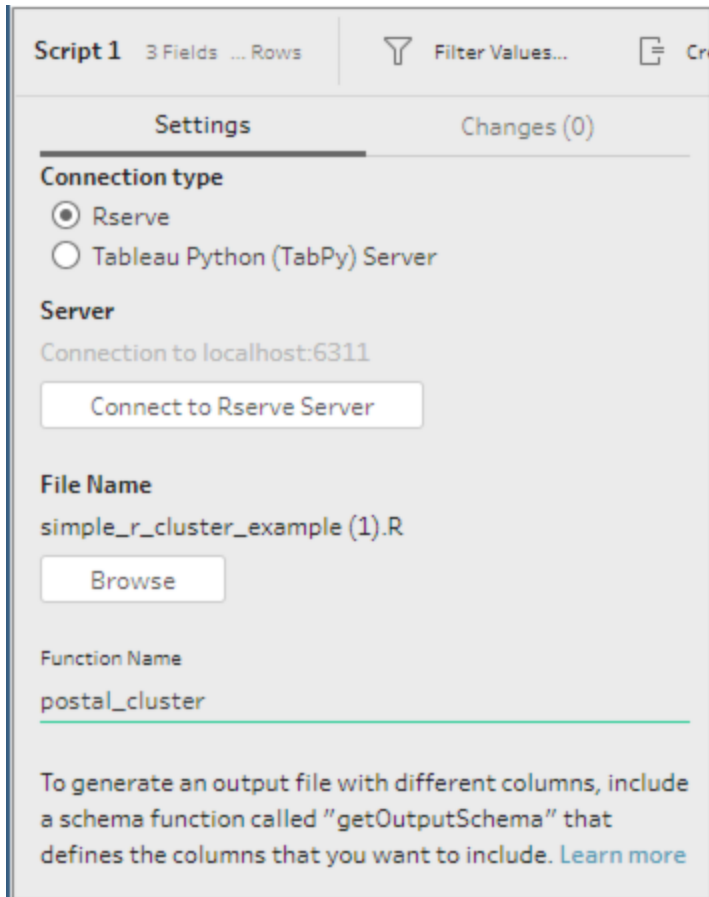 Script 1 3 Fields ... Rows Filter Values...
Settings Changes (0)
Connection type
Rserve
Tableau Python (TabPy) Server
Server
Connection to localhost:6311
Connect to Rserve Server
File Name
simple_r_cluster_example (1).R
Browse
Function Name
postal_cluster
To generate an output file with different columns, include
a schema function called "getOutputSchema" that
defines the columns that you want to include. Learn more